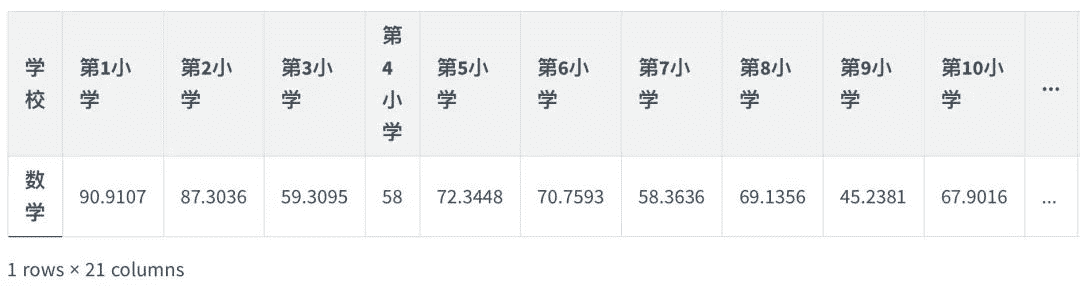 学校 第1小学 第2小学 第3小学 第4小学 第5小学 第6小学 第7小学 第8小学 第9小学 第10小学 ...
数学 90.9107 87.3036 59.3095 58 72.3448 70.7593 58.3636 69.1356 45.2381 67.9016 ...
1 rows × 21 columns